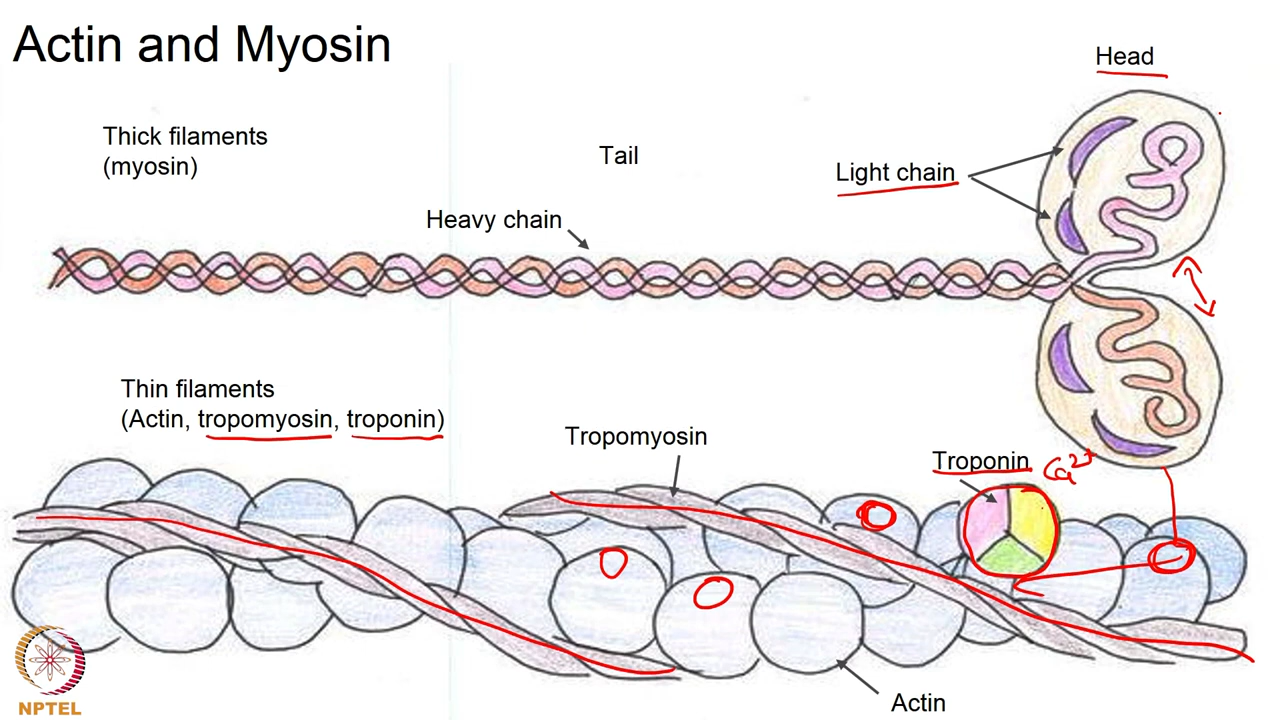 Actin and Myosin
Head
Thick filaments
(myosin)
Tail
Light chain
Heavy chain
Thin filaments
(Actin, tropomyosin, troponin)
Tropomyosin
Troponin
Ca2+
Actin
NPTEL